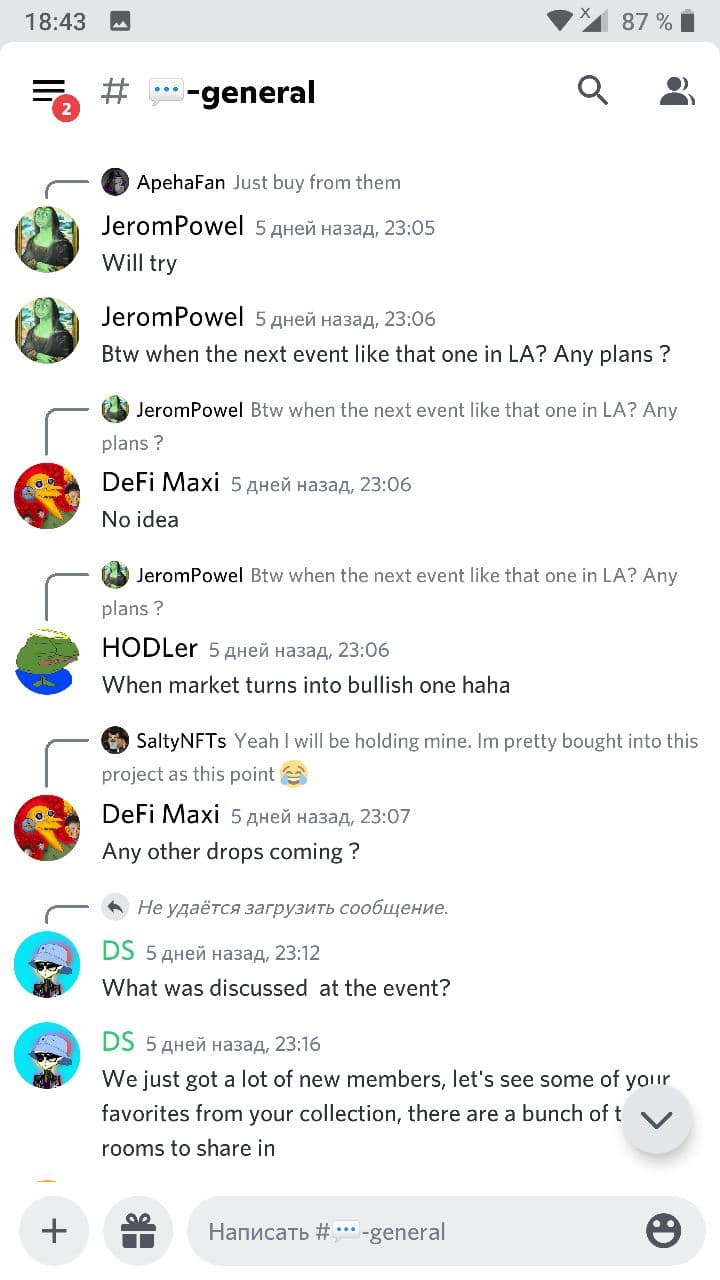 18:43 87 %
2 # 💬-general
ApehaFan Just buy from them
JeromPowel 5 дней назад, 23:05
Will try
JeromPowel 5 дней назад, 23:06
Btw when the next event like that one in LA? Any plans ?
JeromPowel Btw when the next event like that one in LA? Any
plans ?
DeFi Maxi 5 дней назад, 23:06
No idea
JeromPowel Btw when the next event like that one in LA? Any
plans ?
HODLer 5 дней назад, 23:06
When market turns into bullish one haha
SaltyNFTs Yeah I will be holding mine. Im pretty bought into this
project as this point 😂
DeFi Maxi 5 дней назад, 23:07
Any other drops coming ?
Не удаётся загрузить сообщение.
DS 5 дней назад, 23:12
What was discussed at the event?
DS 5 дней назад, 23:16
We just got a lot of new members, let's see some of your
favorites from your collection, there are a bunch of
rooms to share in
Написать #💬-general